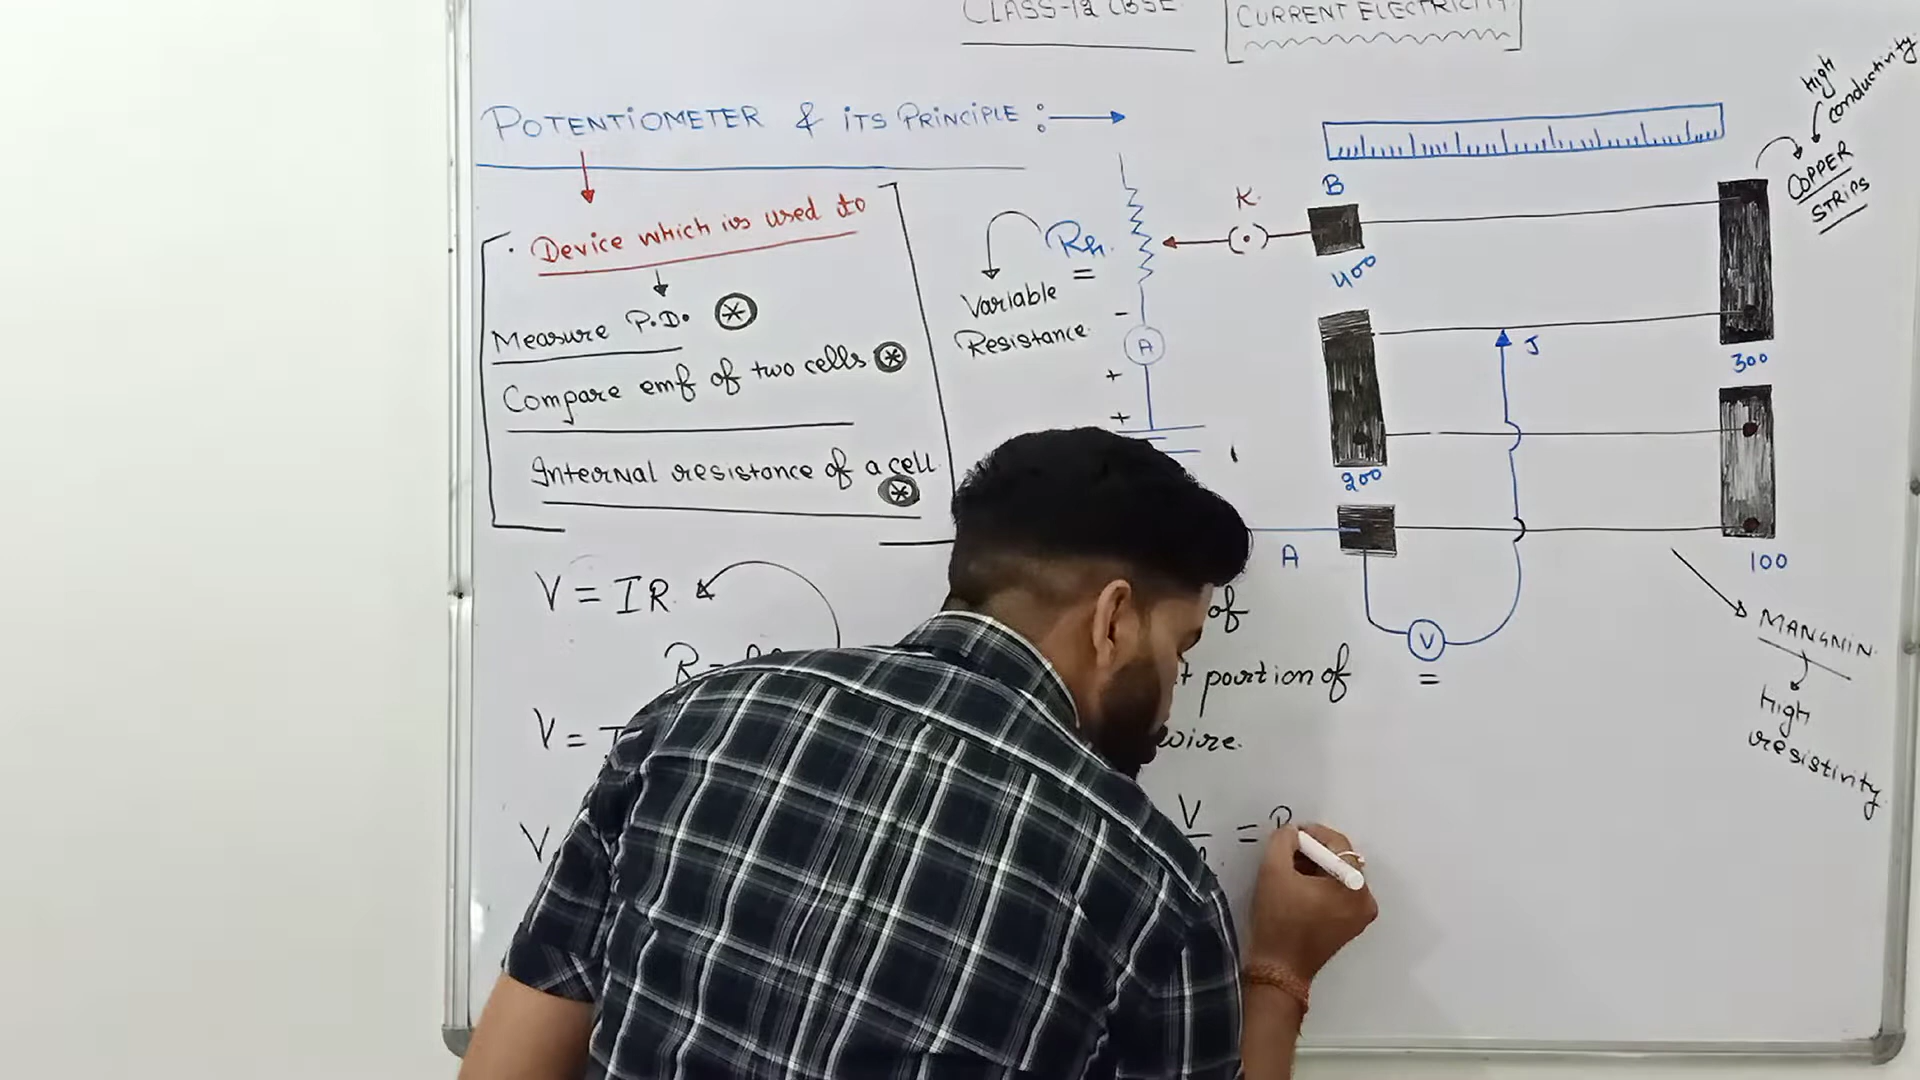 CLASS-12 CBSE
CURRENT ELECTRICITY
POTENTIOMETER & iTS PRiNCiPLE :
Device which is used to
Measure P.D.
Compare emf of two cells
Internal resistance of a cell
V = IR
R =
V =
V
Rh.
=
Variable
Resistance.
-
A
+
+
K.
B
400
J
300
200
A
100
V
=
High
conductivity
COPPER
STRIPS
MANGNIN.
High
resistivity
of
portion of
wire.
V
=